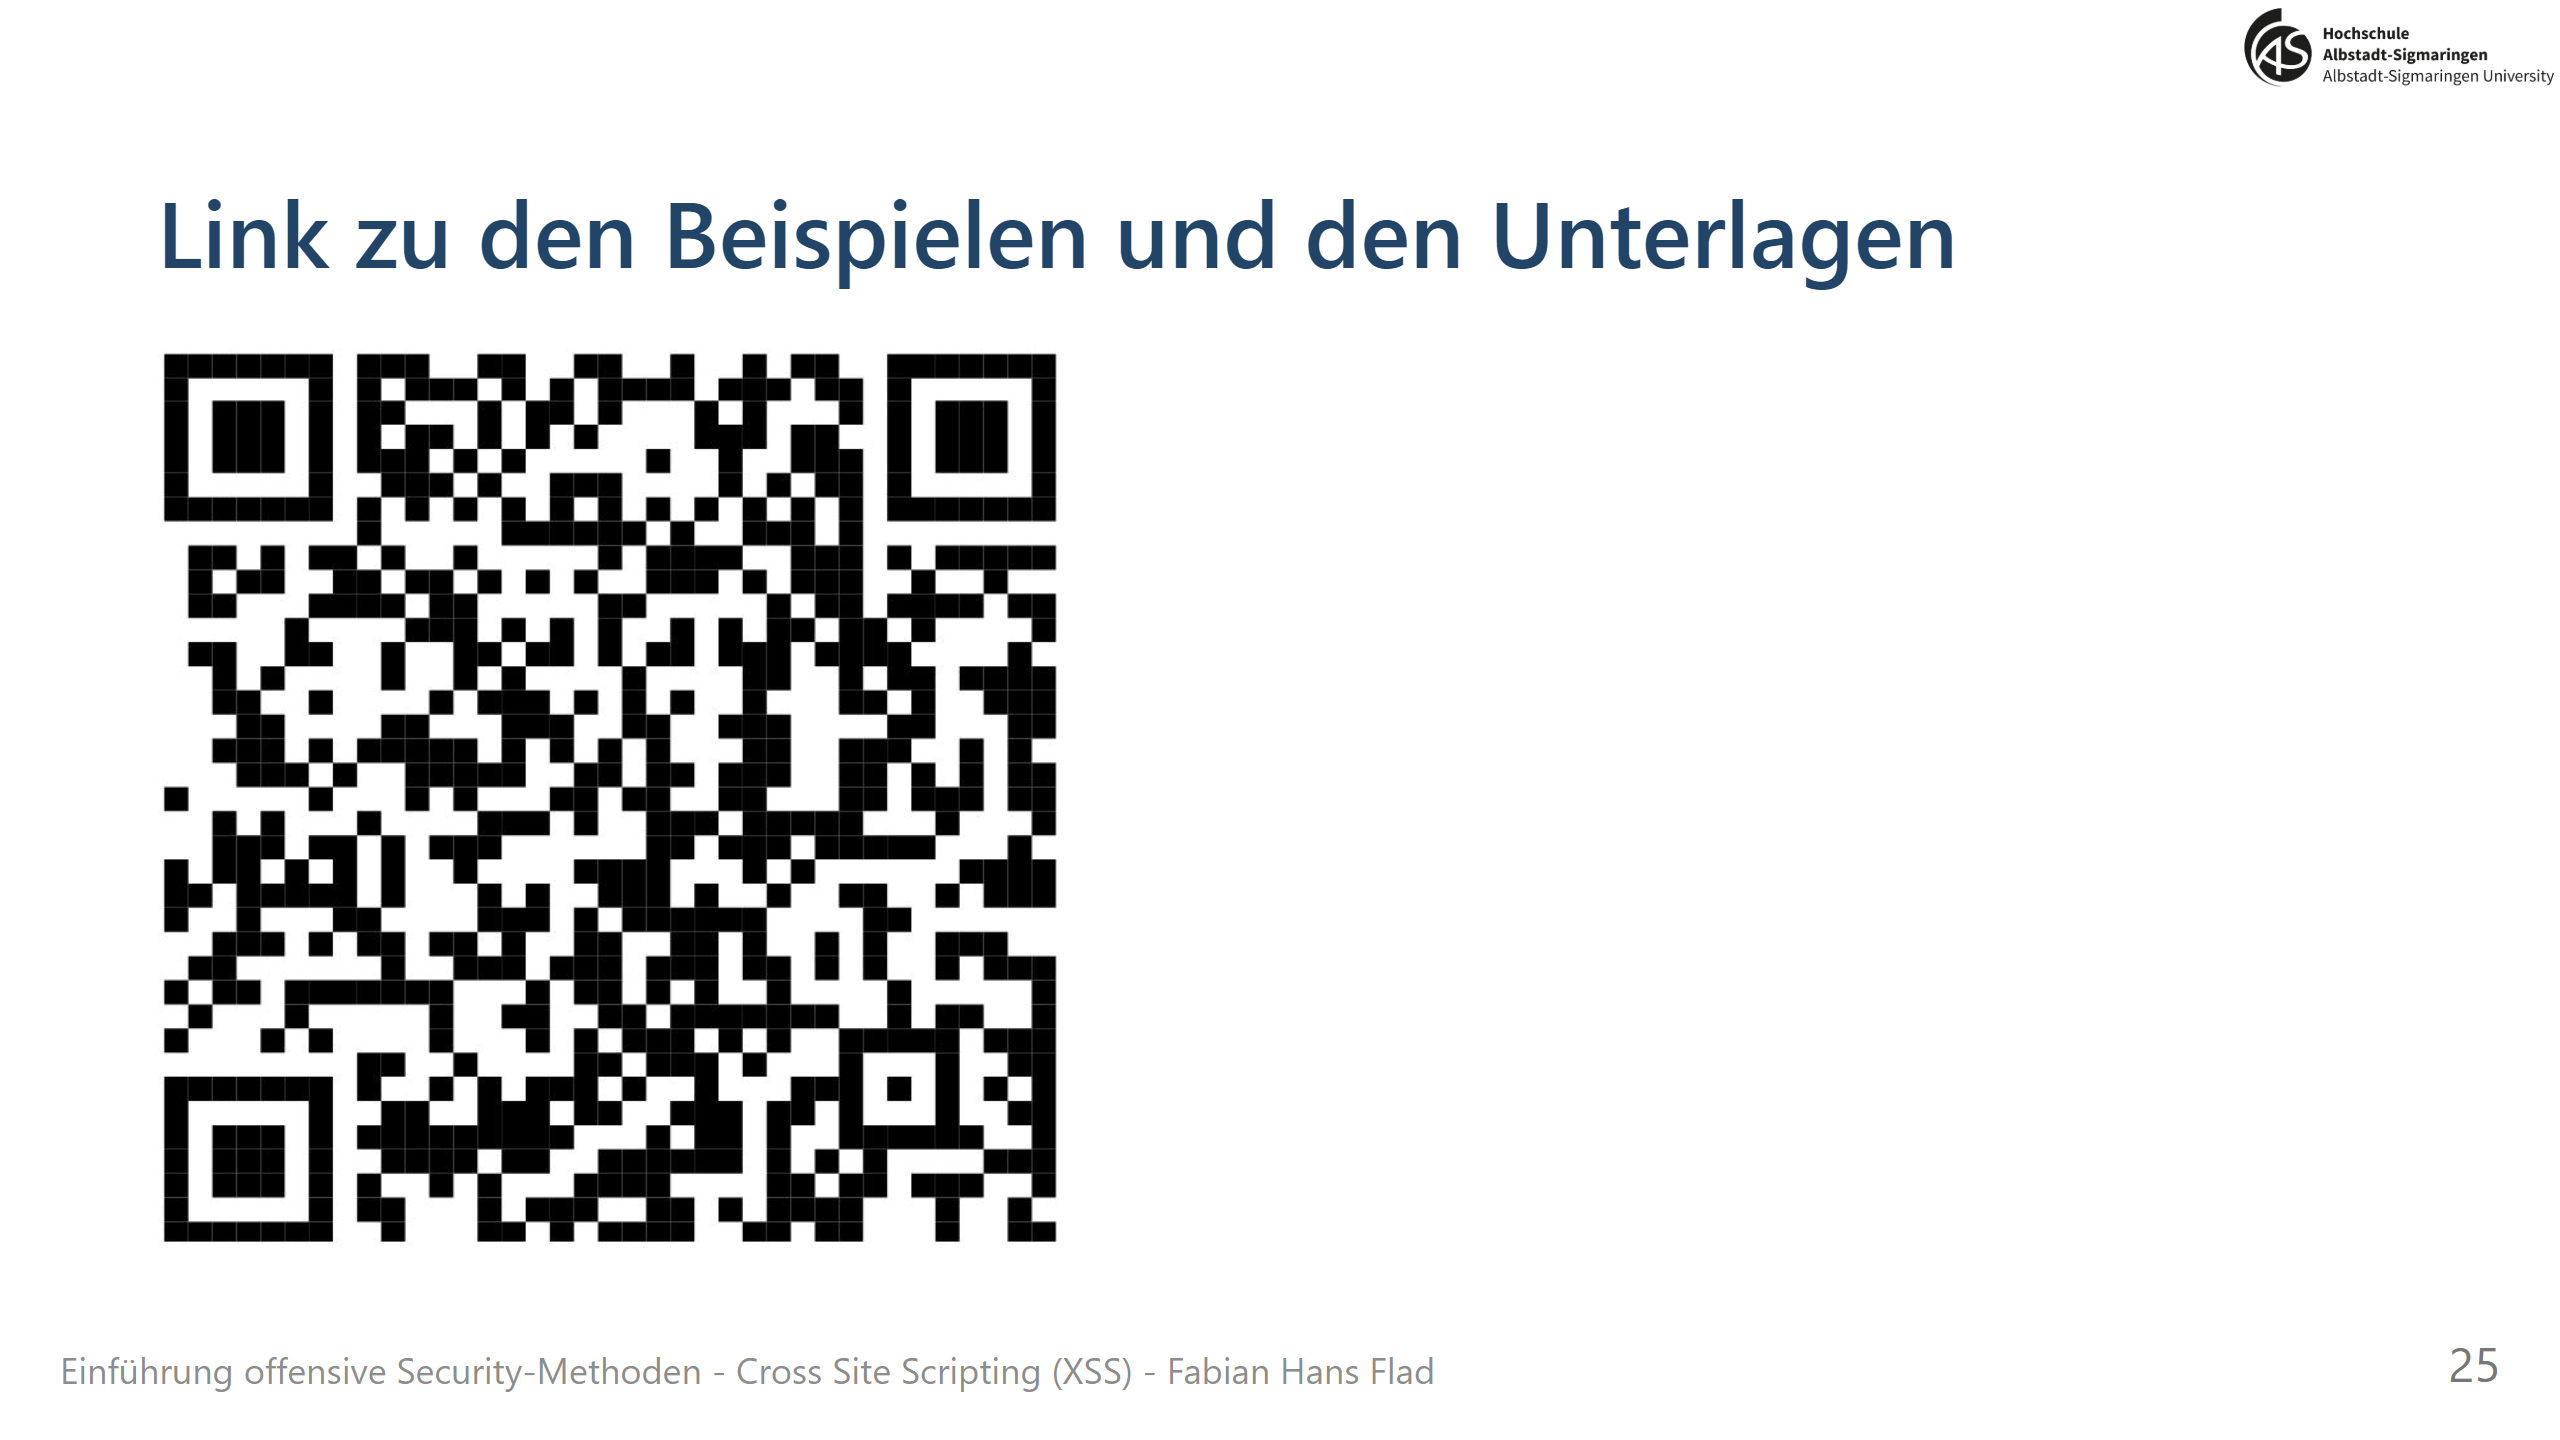 Hochschule
Albstadt-Sigmaringen
Albstadt-Sigmaringen University
Link zu den Beispielen und den Unterlagen
Einführung offensive Security-Methoden - Cross Site Scripting (XSS) - Fabian Hans Flad
25